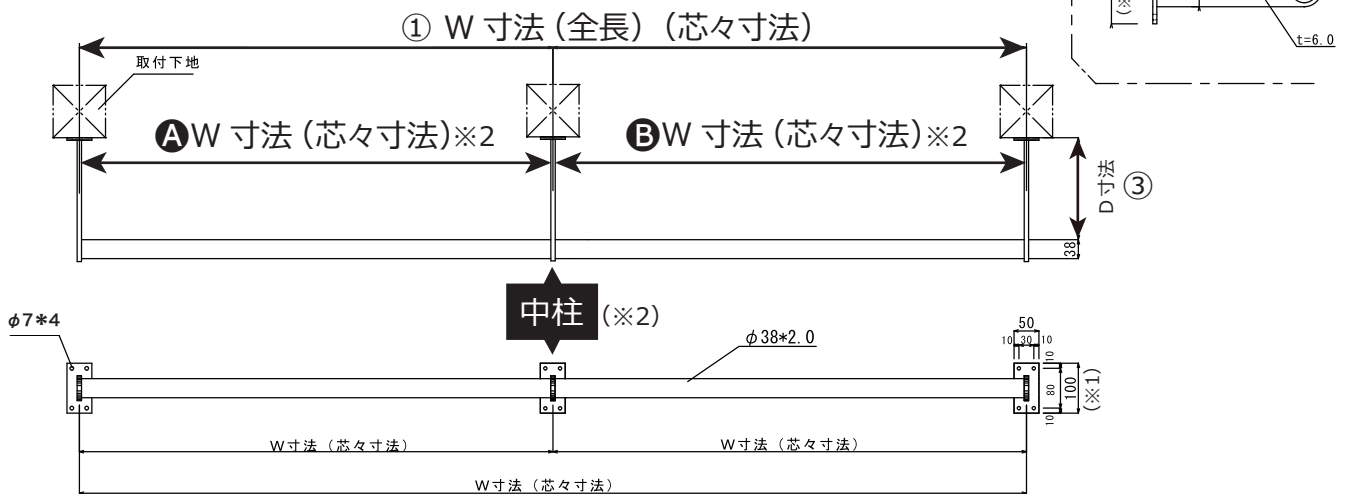 ① W 寸法 (全長) (芯々寸法)
(※
t=6.0
取付下地
ⒶW 寸法 (芯々寸法)※2
ⒷW 寸法 (芯々寸法)※2
D寸法 ③
38
中柱 (※2)
φ7*4
φ38*2.0
50
10 30 10
10
80
10
100
(※1)
W寸法 (芯々寸法)
W寸法 (芯々寸法)
W寸法 (芯々寸法)